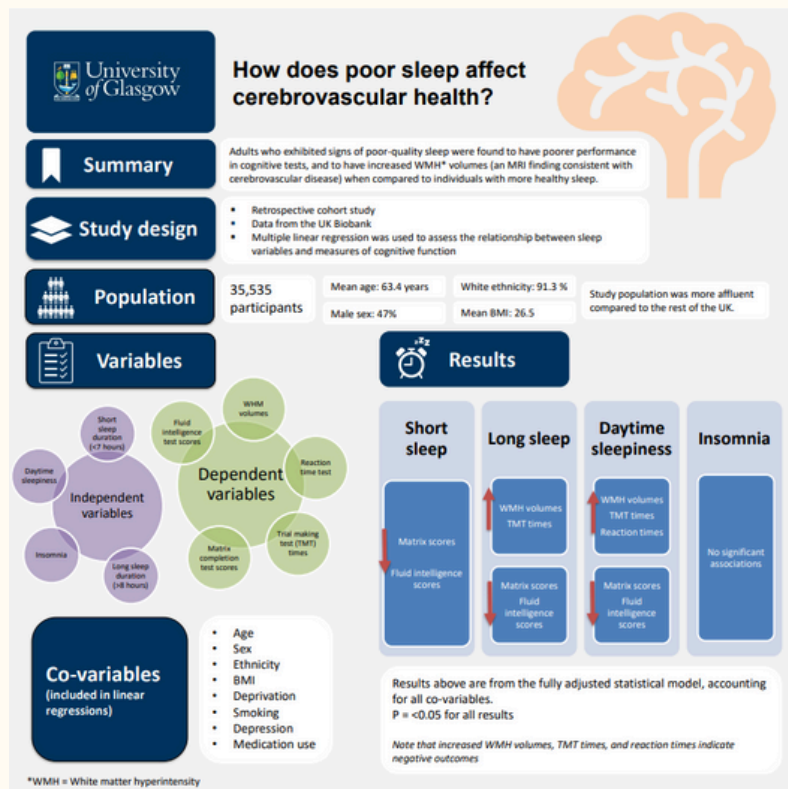 University
of Glasgow
How does poor sleep affect
cerebrovascular health?
Summary
Adults who exhibited signs of poor-quality sleep were found to have poorer performance
in cognitive tests, and to have increased WMH* volumes (an MRI finding consistent with
cerebrovascular disease) when compared to individuals with more healthy sleep.
Study design
▪ Retrospective cohort study
▪ Data from the UK Biobank
▪ Multiple linear regression was used to assess the relationship between sleep
variables and measures of cognitive function
Population
35,535
participants
Mean age: 63.4 years
White ethnicity: 91.3 %
Male sex: 47%
Mean BMI: 26.5
Study population was more affluent
compared to the rest of the UK.
Variables
Independent
variables
Short
sleep
duration
(<7 hours)
Daytime
sleepiness
Insomnia
Long sleep
duration
(>8 hours)
Dependent
variables
Fluid
intelligence
test scores
WHM
volumes
Reaction
time test
Trial making
test (TMT)
times
Matrix
completion
test scores
zzz
Results
Short
sleep
Matrix scores
Fluid intelligence
scores
Long sleep
WMH volumes
TMT times
Matrix scores
Fluid
intelligence
scores
Daytime
sleepiness
WMH volumes
TMT times
Reaction times
Matrix scores
Fluid
intelligence
scores
Insomnia
No significant
associations
Co-variables
(included in linear
regressions)
• Age
• Sex
• Ethnicity
• BMI
• Deprivation
• Smoking
• Depression
• Medication use
Results above are from the fully adjusted statistical model, accounting
for all co-variables.
P = <0.05 for all results
Note that increased WMH volumes, TMT times, and reaction times indicate
negative outcomes
*WMH = White matter hyperintensity